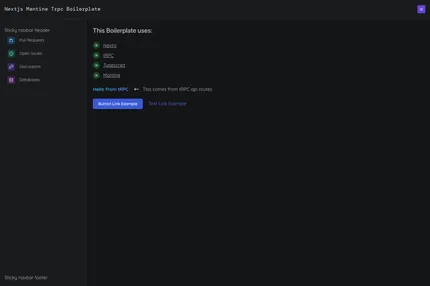 Nextjs Mantine Trpc Boilerplate
Sticky navbar header
Pull Requests
Open Issues
Discussions
Databases
Sticky navbar footer
This Boilerplate uses:
Nextjs
tRPC
Typescript
Mantine
Hello from tRPC ⟵ This comes from tRPC api routes
Button Link Example Text Link Example